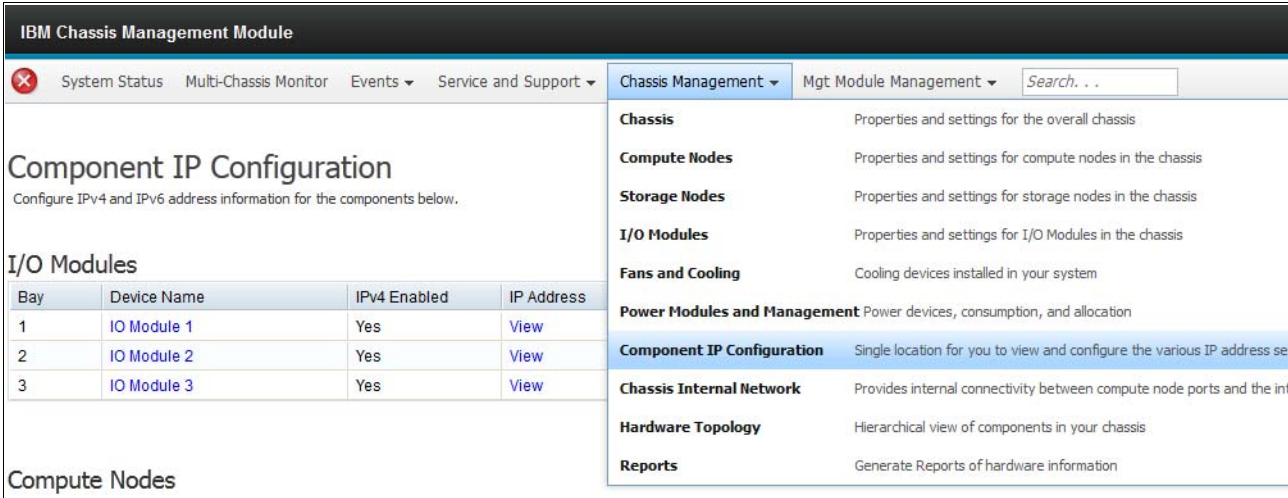 IBM Chassis Management Module
System Status Multi-Chassis Monitor Events Service and Support Chassis Management Mgt Module Management Search. . .
Component IP Configuration
Configure IPv4 and IPv6 address information for the components below.
I/O Modules
Bay Device Name IPv4 Enabled IP Address
1 IO Module 1 Yes View
2 IO Module 2 Yes View
3 IO Module 3 Yes View
Compute Nodes
Chassis Properties and settings for the overall chassis
Compute Nodes Properties and settings for compute nodes in the chassis
Storage Nodes Properties and settings for storage nodes in the chassis
I/O Modules Properties and settings for I/O Modules in the chassis
Fans and Cooling Cooling devices installed in your system
Power Modules and Management Power devices, consumption, and allocation
Component IP Configuration Single location for you to view and configure the various IP address se
Chassis Internal Network Provides internal connectivity between compute node ports and the int
Hardware Topology Hierarchical view of components in your chassis
Reports Generate Reports of hardware information